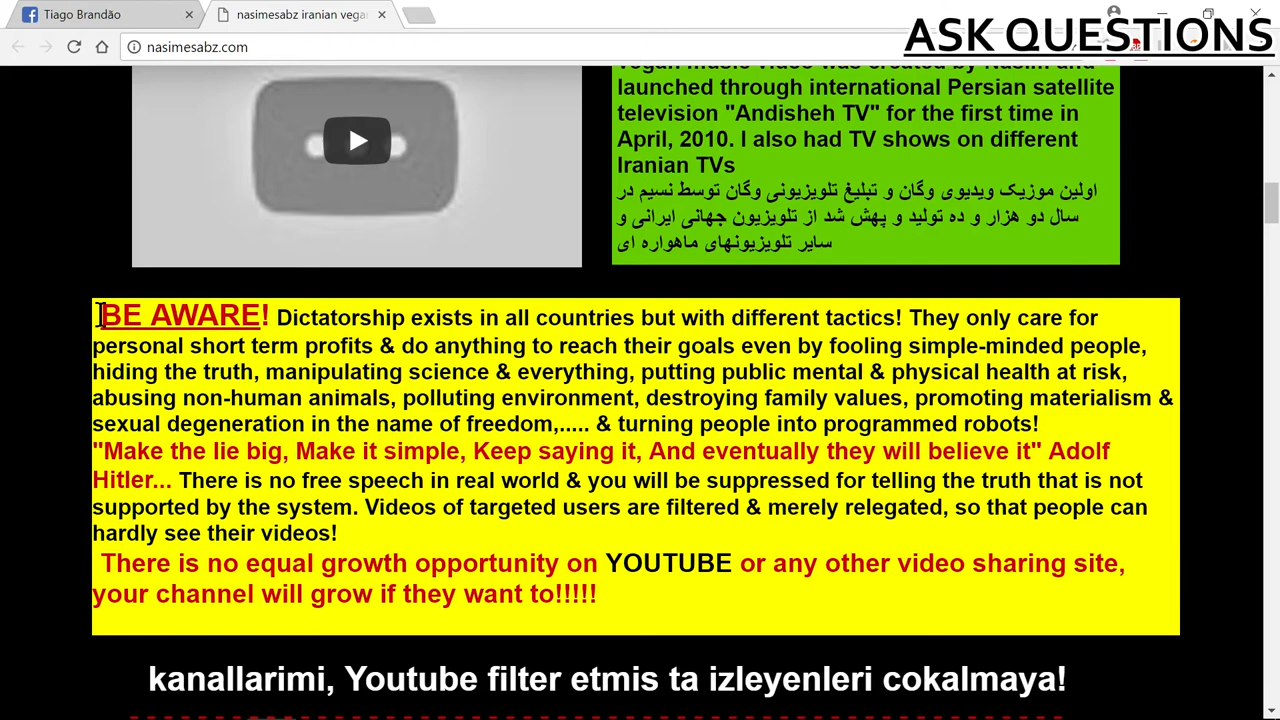 Tiago Brandão
nasimesabz iranian vega
ASK QUESTIONS
nasimesabz.com
vegan music video was created by Nasim and
launched through international Persian satellite
television "Andisheh TV" for the first time in
April, 2010. I also had TV shows on different
Iranian TVs
اولین موزیک ویدیوی وگان و تبلیغ تلویزیونی وگان توسط نسیم در
سال دو هزار و ده تولید و پهش شد از تلویزیون جهانی ایرانی و
سایر تلویزیونهای ماهواره ای
BE AWARE! Dictatorship exists in all countries but with different tactics! They only care for
personal short term profits & do anything to reach their goals even by fooling simple-minded people,
hiding the truth, manipulating science & everything, putting public mental & physical health at risk,
abusing non-human animals, polluting environment, destroying family values, promoting materialism &
sexual degeneration in the name of freedom,..... & turning people into programmed robots!
"Make the lie big, Make it simple, Keep saying it, And eventually they will believe it" Adolf
Hitler... There is no free speech in real world & you will be suppressed for telling the truth that is not
supported by the system. Videos of targeted users are filtered & merely relegated, so that people can
hardly see their videos!
There is no equal growth opportunity on YOUTUBE or any other video sharing site,
your channel will grow if they want to!!!!!
kanallarimi, Youtube filter etmis ta izleyenleri cokalmaya!